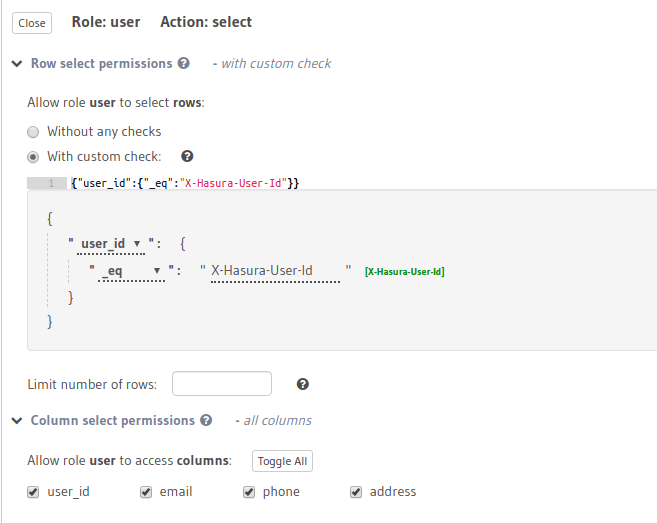 Close Role: user Action: select
Row select permissions ? - with custom check
Allow role user to select rows:
Without any checks
With custom check: ?
1 {"user_id":{"_eq":"X-Hasura-User-Id"}}
{
" user_id ▼ ": {
" _eq ▼ ": " X-Hasura-User-Id " [X-Hasura-User-Id]
}
}
Limit number of rows: ?
Column select permissions ? - all columns
Allow role user to access columns: Toggle All
user_id email phone address